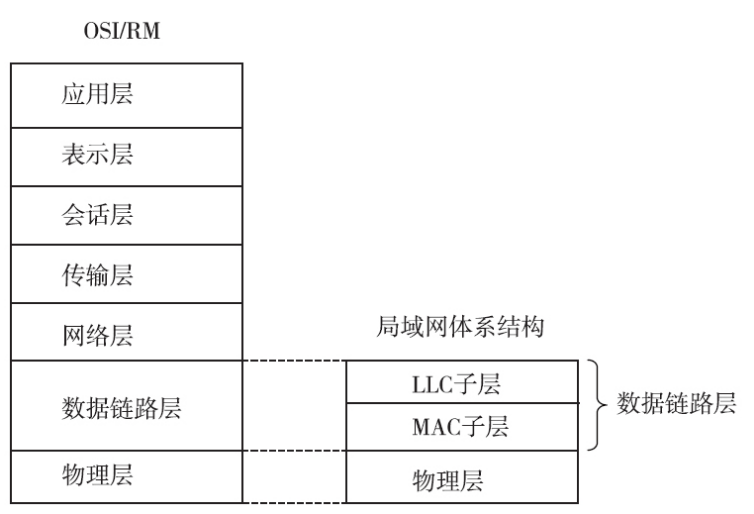 OSI/RM
应用层
表示层
会话层
传输层
网络层
数据链路层
物理层
局域网体系结构
LLC子层
MAC子层
物理层
数据链路层